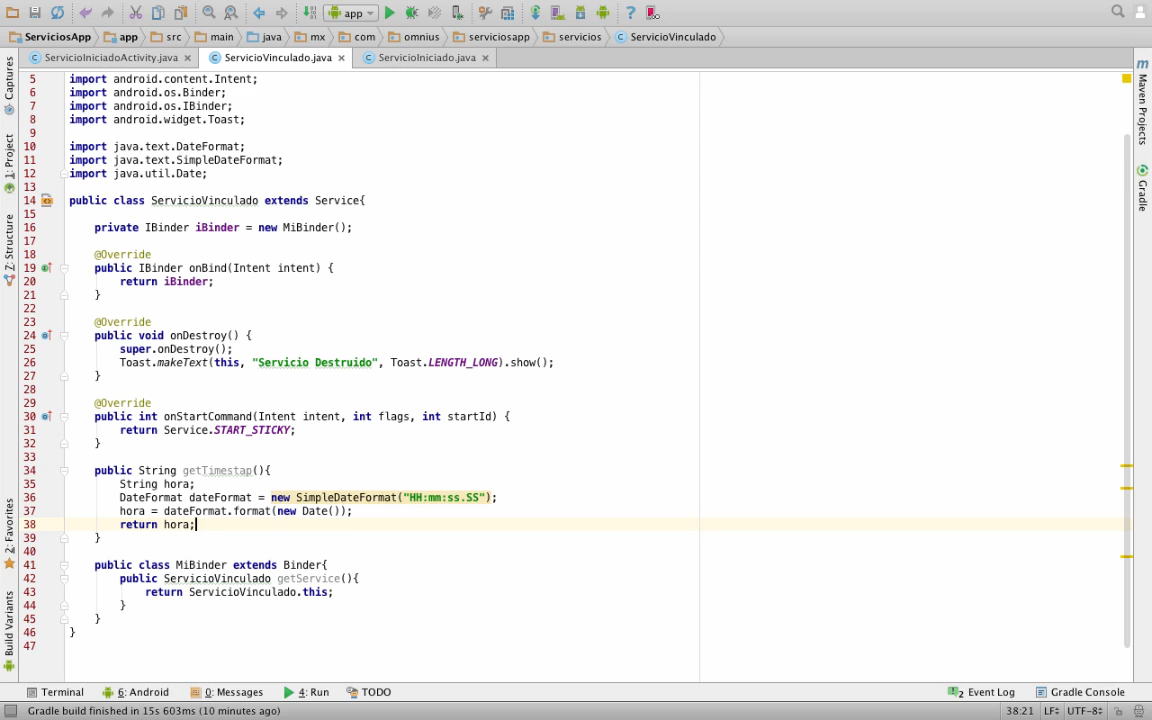 app
ServiciosApp app src main java mx com omnius serviciosapp servicios ServicioVinculado
ServicioIniciadoActivity.java ServicioVinculado.java ServicioIniciado.java
Captures
1: Project
7: Structure
2: Favorites
Build Variants
5 import android.content.Intent;
6 import android.os.Binder;
7 import android.os.IBinder;
8 import android.widget.Toast;
9
10 import java.text.DateFormat;
11 import java.text.SimpleDateFormat;
12 import java.util.Date;
13
14 public class ServicioVinculado extends Service{
15
16 private IBinder iBinder = new MiBinder();
17
18 @Override
19 public IBinder onBind(Intent intent) {
20 return iBinder;
21 }
22
23 @Override
24 public void onDestroy() {
25 super.onDestroy();
26 Toast.makeText(this, "Servicio Destruido", Toast.LENGTH_LONG).show();
27 }
28
29 @Override
30 public int onStartCommand(Intent intent, int flags, int startId) {
31 return Service.START_STICKY;
32 }
33
34 public String getTimestap(){
35 String hora;
36 DateFormat dateFormat = new SimpleDateFormat("HH:mm:ss.SS");
37 hora = dateFormat.format(new Date());
38 return hora;
39 }
40
41 public class MiBinder extends Binder{
42 public ServicioVinculado getService(){
43 return ServicioVinculado.this;
44 }
45 }
46 }
47
Maven Projects
Gradle
Terminal 6: Android 0: Messages 4: Run TODO 2 Event Log Gradle Console
Gradle build finished in 15s 603ms (10 minutes ago) 38:21 LF UTF-8